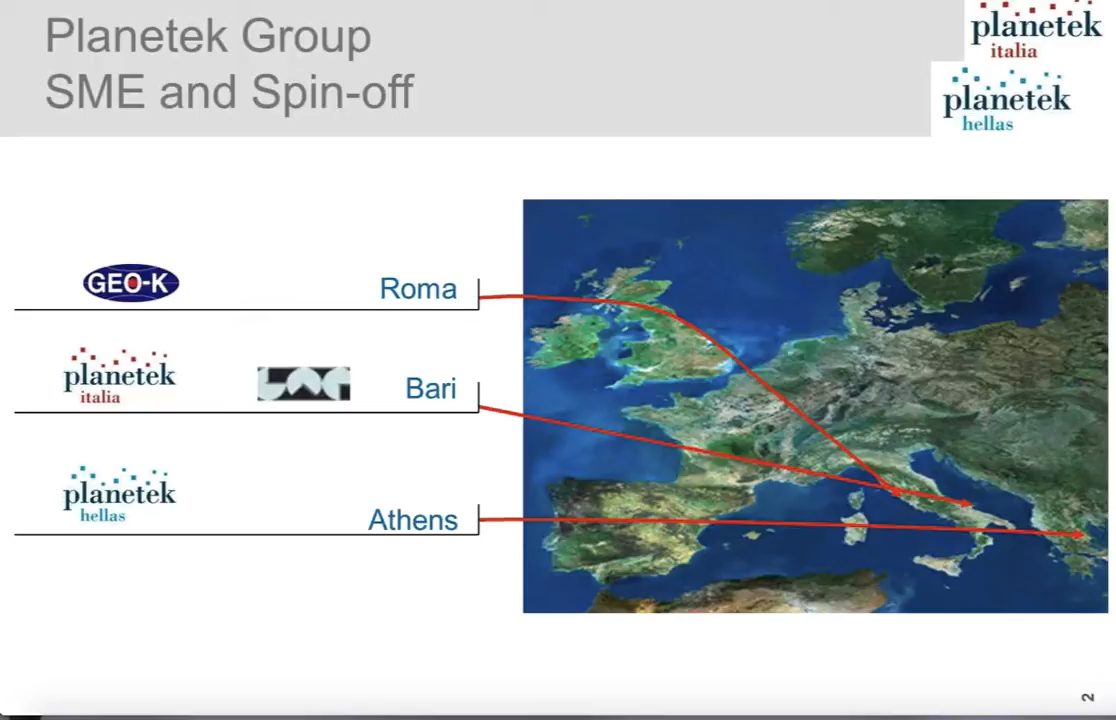 Planetek Group
SME and Spin-off
planetek
italia
planetek
hellas
GEO-K
Roma
planetek
italia
Bari
planetek
hellas
Athens
2